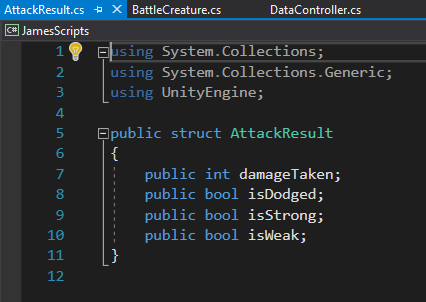 AttackResult.cs BattleCreature.cs DataController.cs
C# JamesScripts
1 using System.Collections;
2 using System.Collections.Generic;
3 using UnityEngine;
4
5 public struct AttackResult
6 {
7 public int damageTaken;
8 public bool isDodged;
9 public bool isStrong;
10 public bool isWeak;
11 }
12